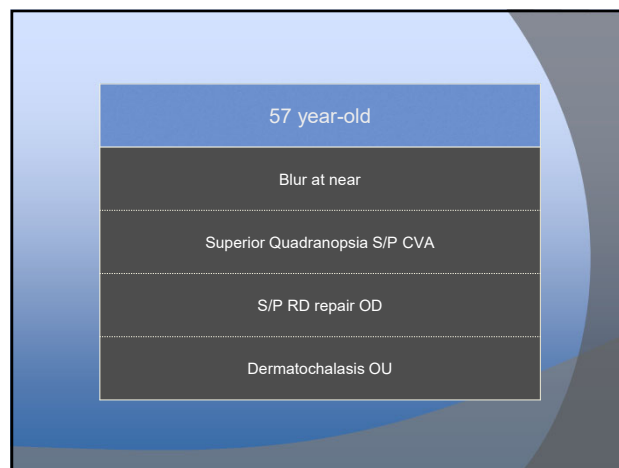 57 year-old
Blur at near
Superior Quadranopsia S/P CVA
S/P RD repair OD
Dermatochalasis OU